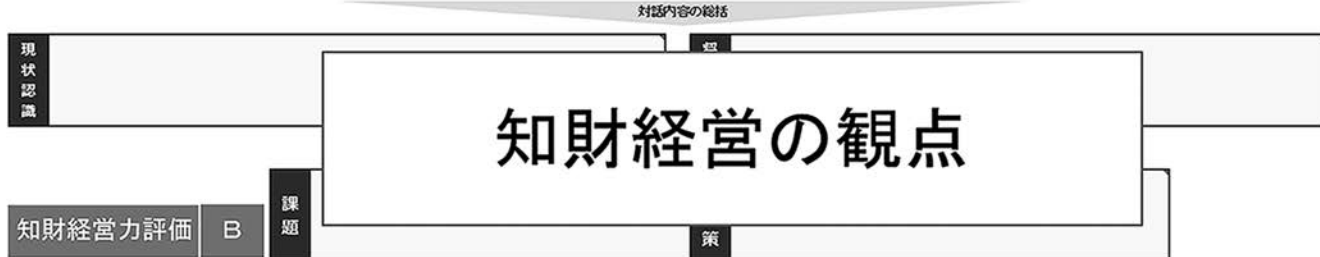 対話内容の総括
現状認識
知財経営の観点
課題
知財経営力評価 B
策